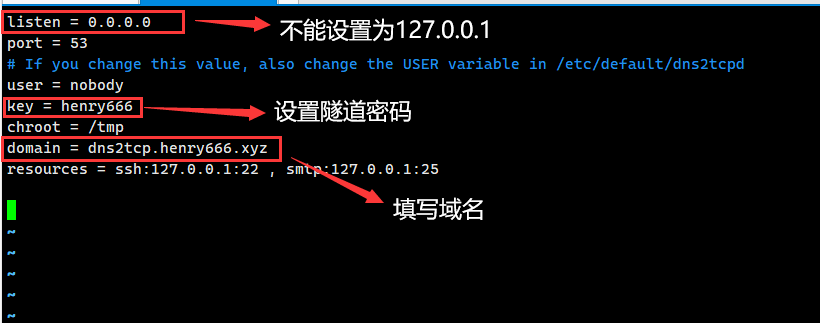 listen = 0.0.0.0
不能设置为127.0.0.1
port = 53
# If you change this value, also change the USER variable in /etc/default/dns2tcpd
user = nobody
key = henry666
设置隧道密码
chroot = /tmp
domain = dns2tcp.henry666.xyz
resources = ssh:127.0.0.1:22 , smtp:127.0.0.1:25
填写域名
~
~
~
~
~